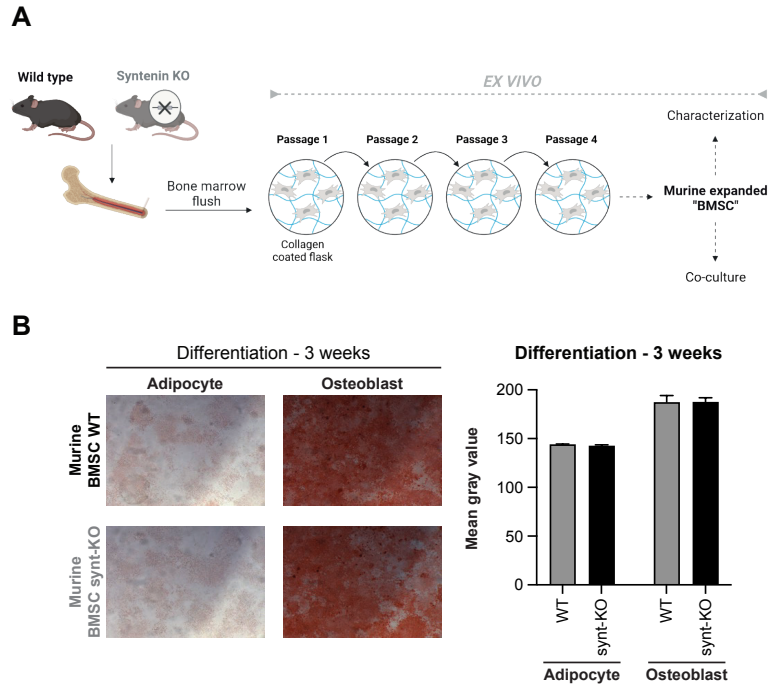 A
Wild type
Syntenin KO
EX VIVO
Characterization
Passage 1
Passage 2
Passage 3
Passage 4
Bone marrow
flush
Murine expanded
"BMSC"
Collagen
coated flask
Co-culture
B
Differentiation - 3 weeks
Adipocyte
Osteoblast
Murine
BMSC WT
Murine
BMSC synt-KO
Differentiation - 3 weeks
Mean gray value
200
150
100
50
0
WT
synt-KO
WT
synt-KO
Adipocyte
Osteoblast